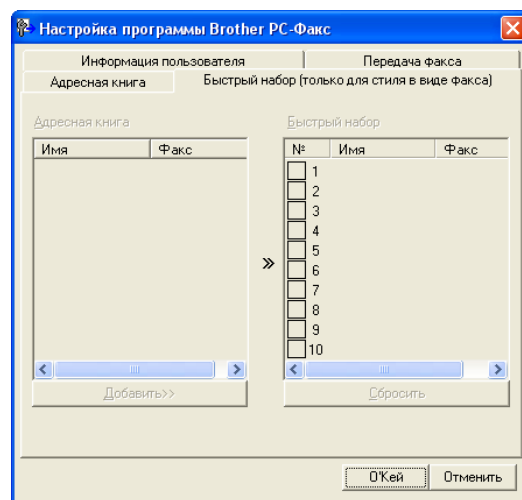 Настройка программы Brother PC-Факс
Информация пользователя
Передача факса
Адресная книга
Быстрый набор (только для стиля в виде факса)
Адресная книга
Быстрый набор
Имя Факс
№ Имя Факс
1
2
3
4
5
6
7
8
9
10
»
Добавить>>
Сбросить
О'Кей
Отменить